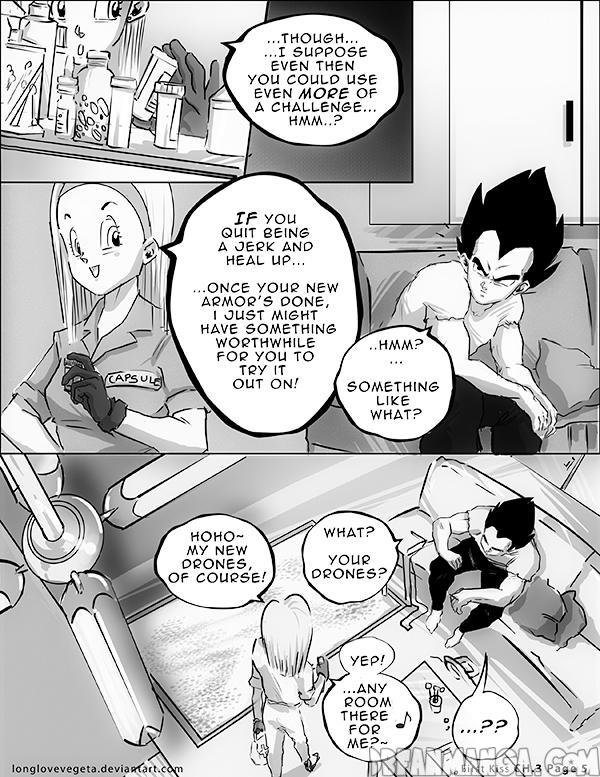 ...THOUGH...
...I SUPPOSE
EVEN THEN
YOU COULD USE
EVEN MORE OF
A CHALLENGE...
HMM..?
IF YOU
QUIT BEING
A JERK AND
HEAL UP...
...ONCE YOUR NEW
ARMOR'S DONE,
I JUST MIGHT
HAVE SOMETHING
WORTHWHILE
FOR YOU TO
TRY IT
OUT ON!
CAPSULE
..HMM?
...
SOMETHING
LIKE
WHAT?
HOHO~
MY NEW
DRONES,
OF COURSE!
WHAT?
YOUR
DRONES?
YEP!
...ANY
ROOM
THERE
FOR
ME?~
...??
longlovevegeta.deviantart.com
First Kiss CH.3 Page 5
DREAMMANGA.COM